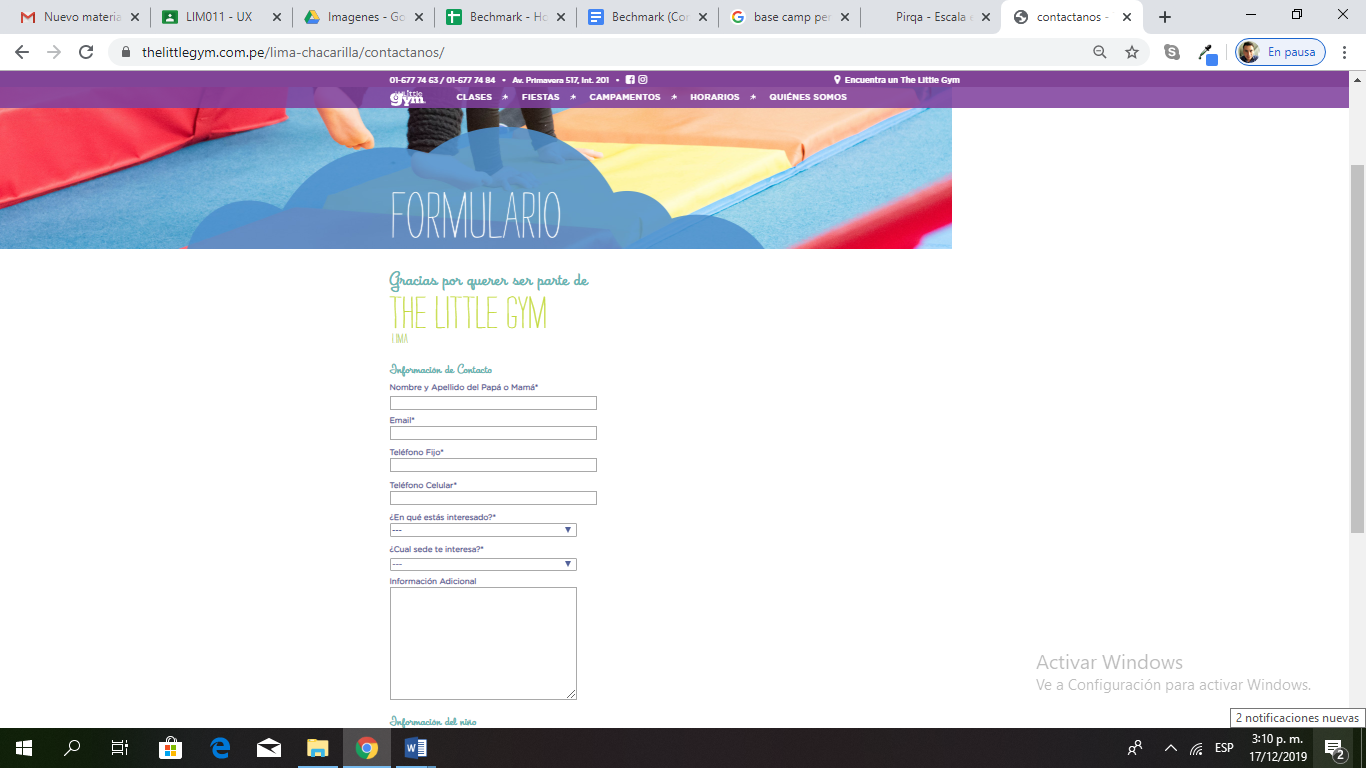 Nuevo materia
LIM011 - UX
Imagenes - Go
Bechmark - Ho
Bechmark (Cor
base camp per
Pirqa - Escala e
contactanos -
thelittlegym.com.pe/lima-chacarilla/contactanos/
En pausa
01-677 74 63 / 01-677 74 84 • Av. Primavera 517, Int. 201 •
Encuentra un The Little Gym
the little gym
CLASES
FIESTAS
CAMPAMENTOS
HORARIOS
QUIÉNES SOMOS
FORMULARIO
Gracias por querer ser parte de
THE LITTLE GYM
LIMA
Información de Contacto
Nombre y Apellido del Papá o Mamá*
Email*
Teléfono Fijo*
Teléfono Celular*
¿En qué estás interesado?*
---
¿Cual sede te interesa?*
---
Información Adicional
Información del niño
Activar Windows
Ve a Configuración para activar Windows.
2 notificaciones nuevas
ESP
3:10 p. m.
17/12/2019
2